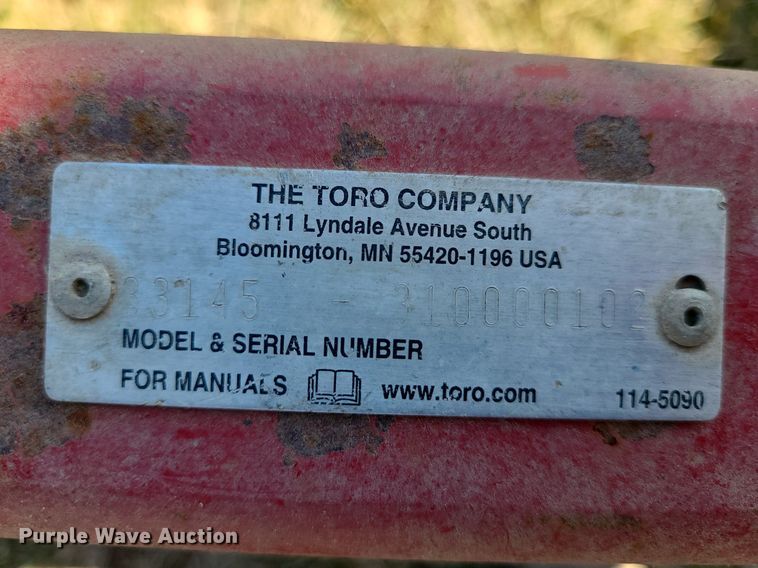 THE TORO COMPANY
8111 Lyndale Avenue South
Bloomington, MN 55420-1196 USA
33145 - 310000102
MODEL & SERIAL NUMBER
FOR MANUALS www.toro.com 114-5090
Purple Wave Auction